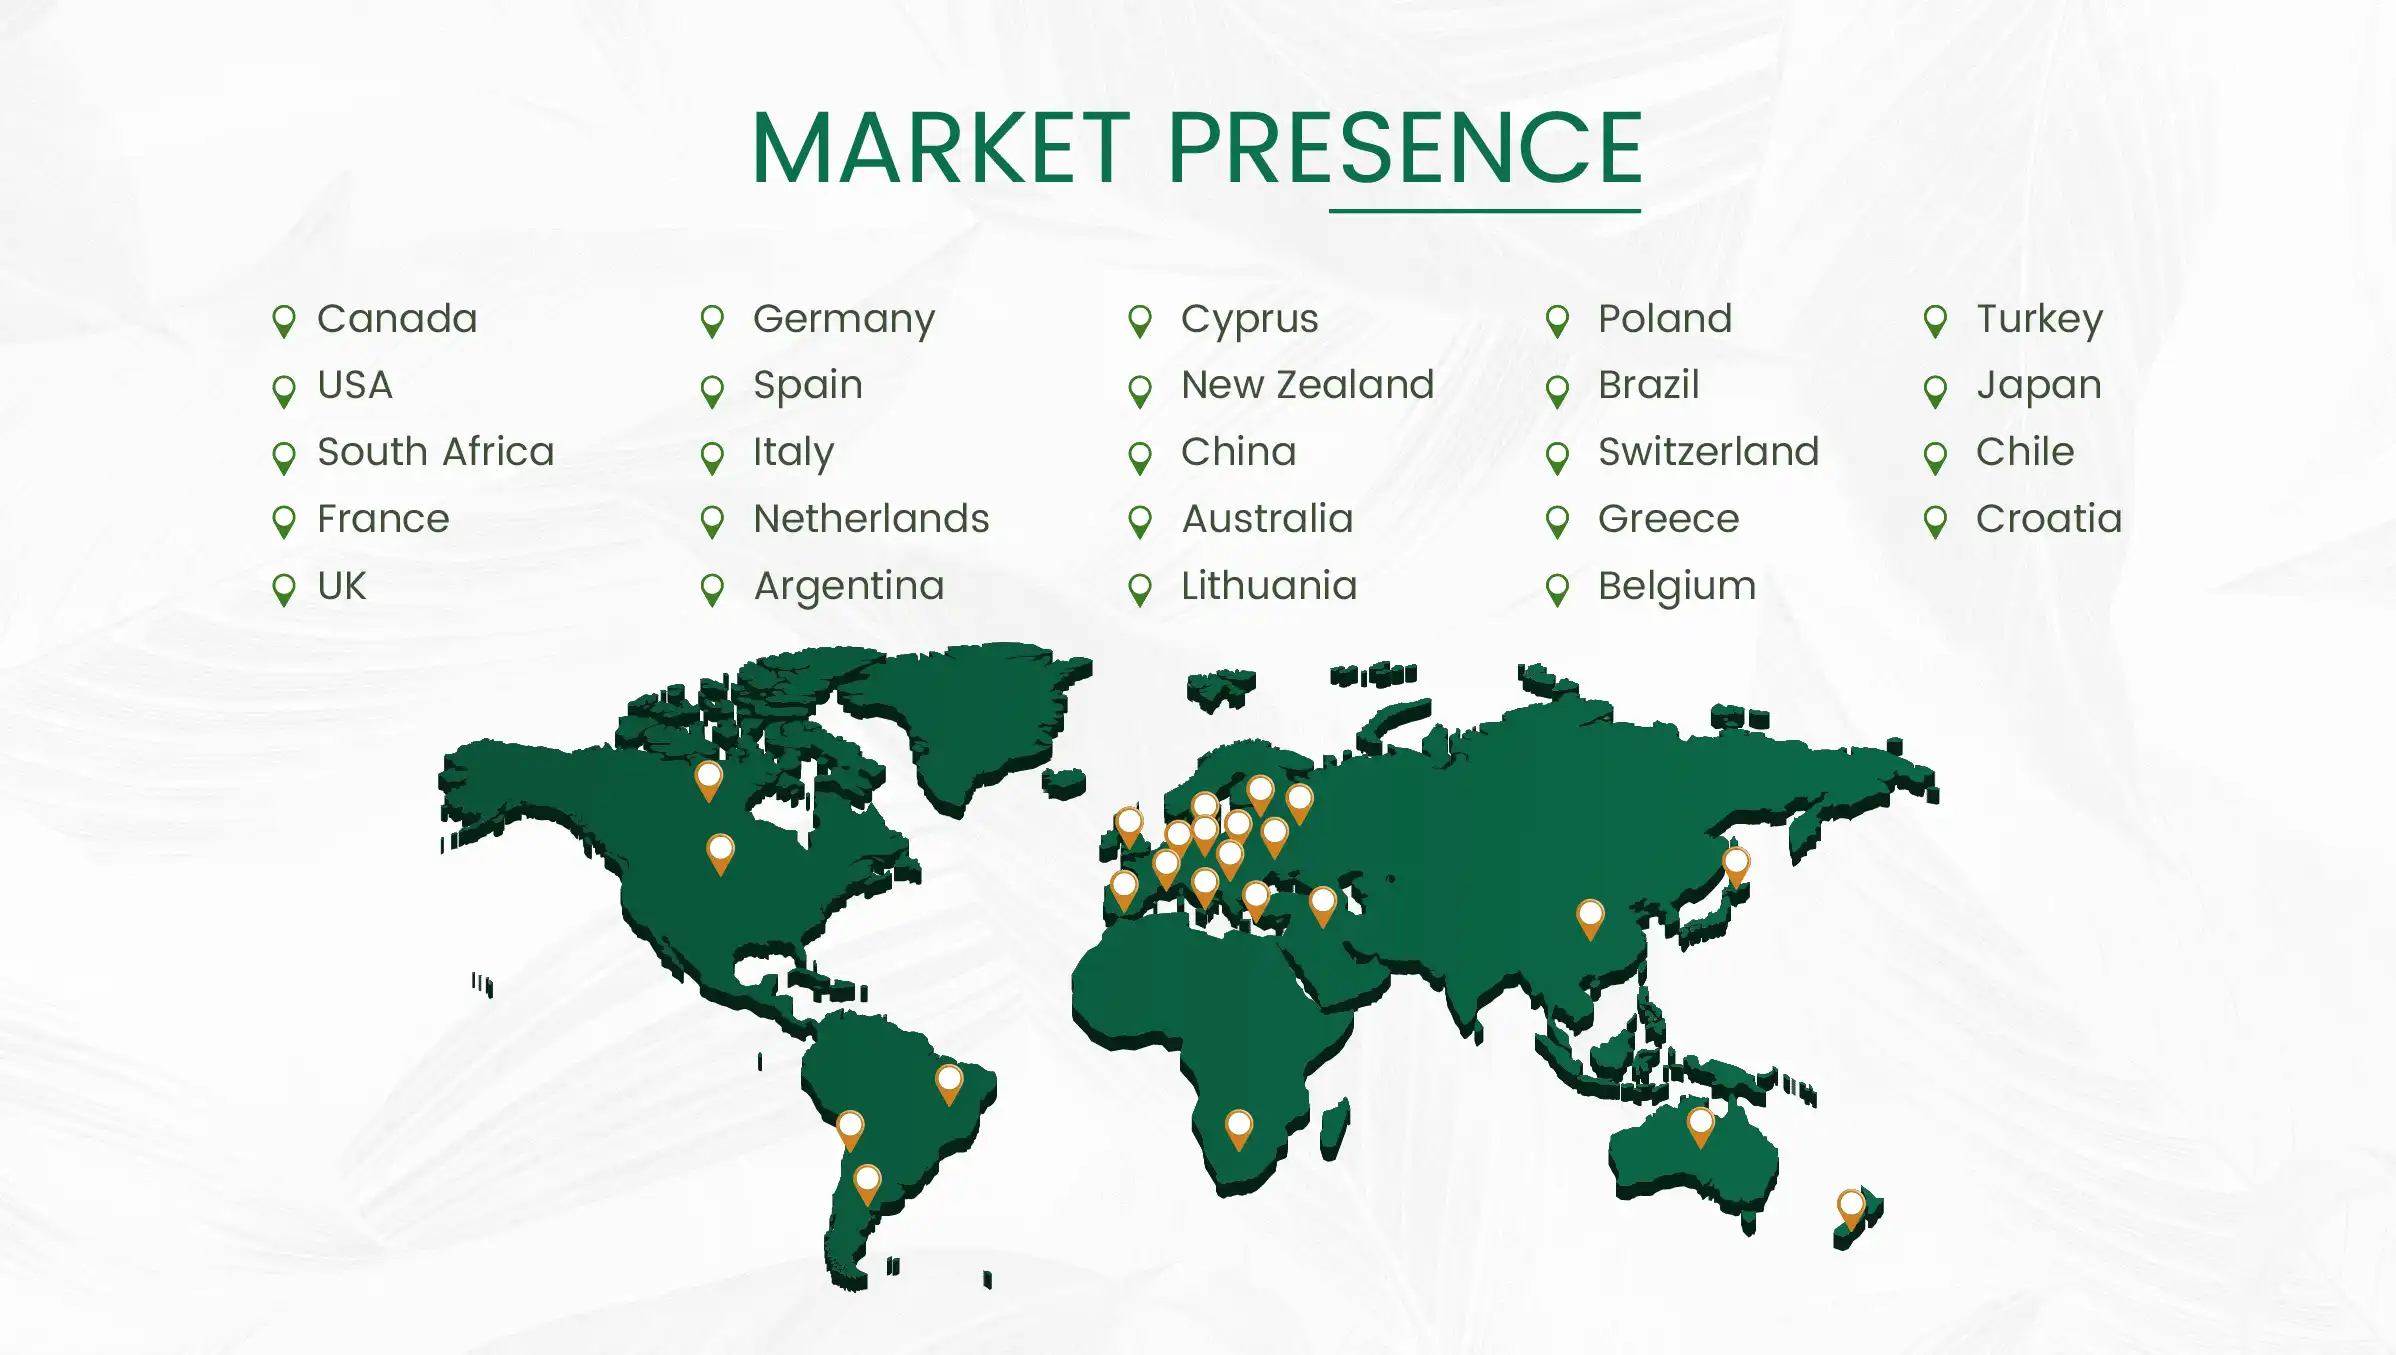 MARKET PRESENCE
Canada
USA
South Africa
France
UK
Germany
Spain
Italy
Netherlands
Argentina
Cyprus
New Zealand
China
Australia
Lithuania
Poland
Brazil
Switzerland
Greece
Belgium
Turkey
Japan
Chile
Croatia